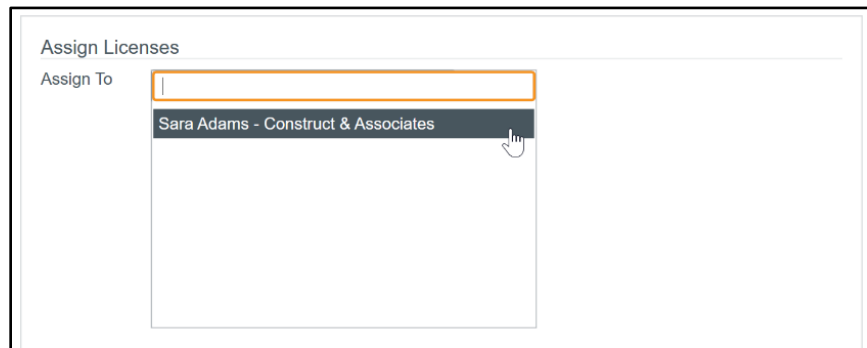 Assign Licenses
Assign To
Sara Adams - Construct & Associates